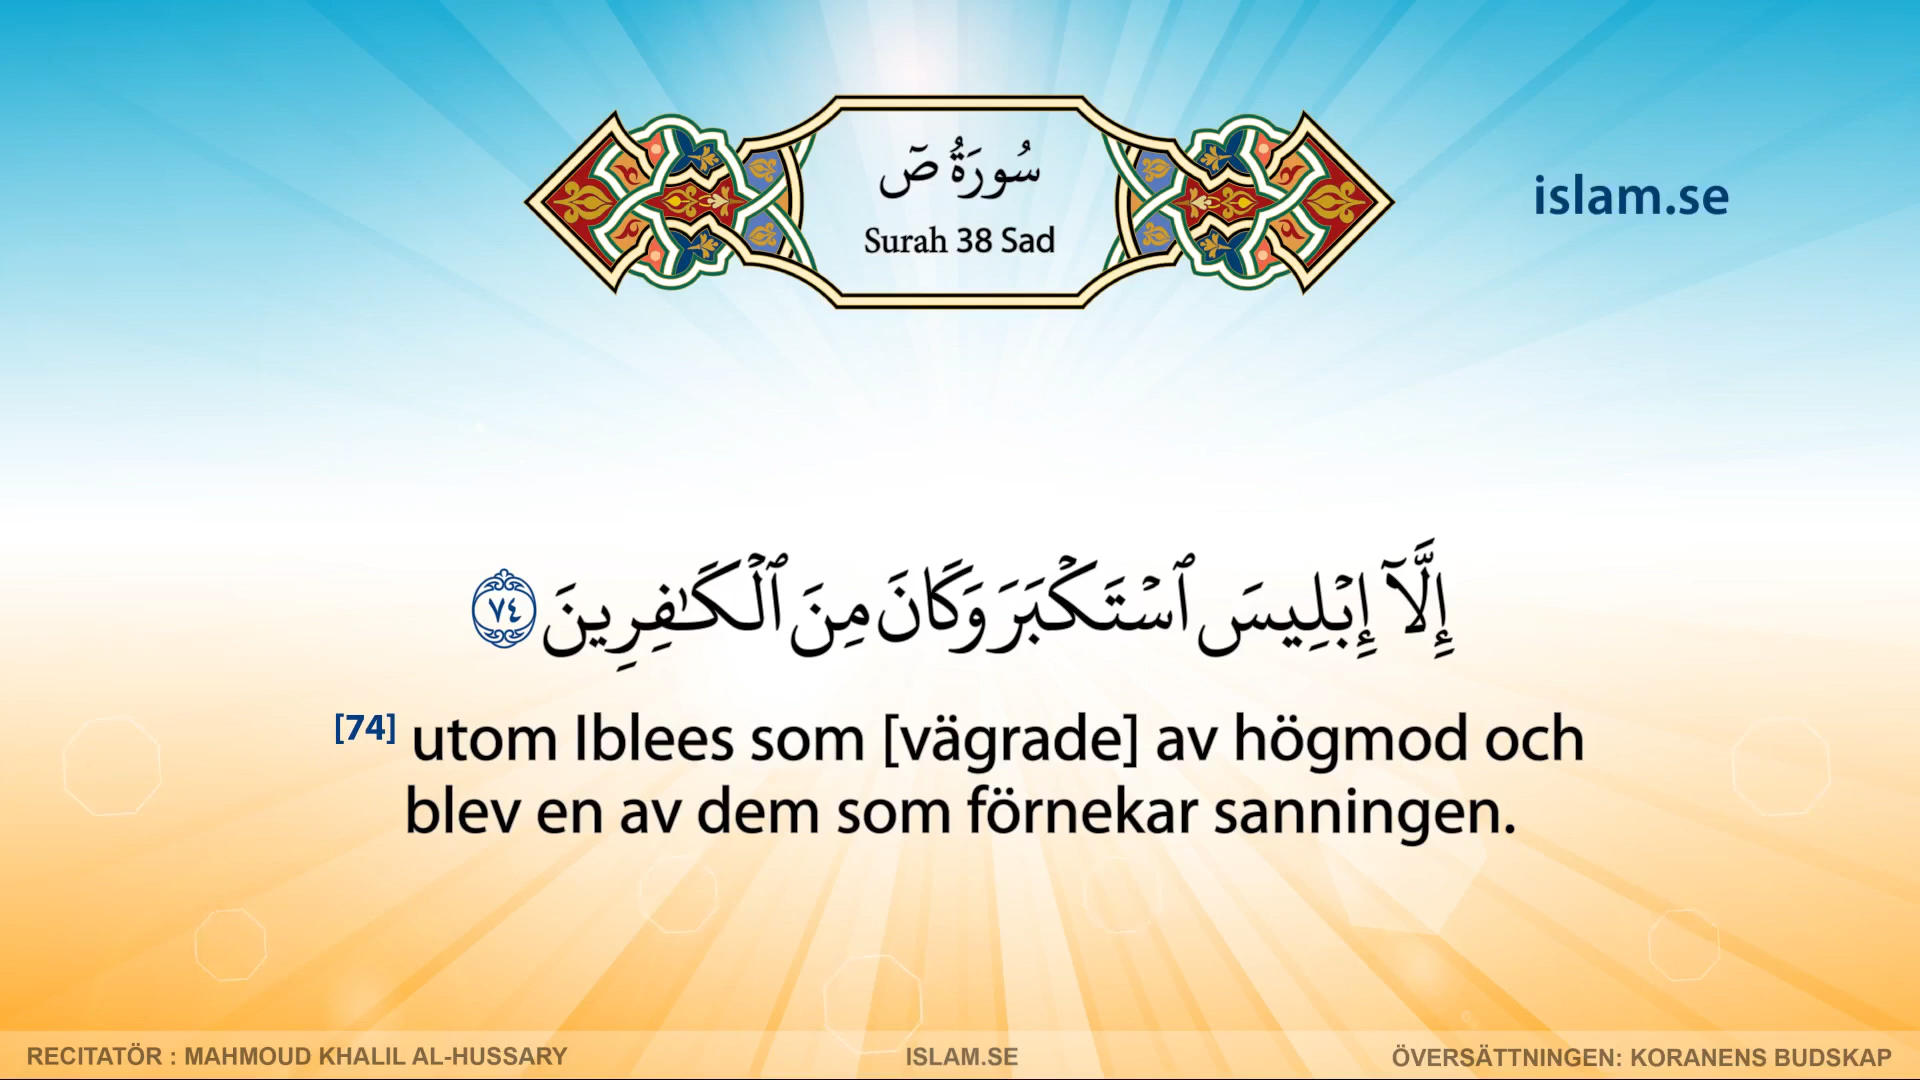 سُورَةُ صٓ
Surah 38 Sad
islam.se
إِلَّآ إِبْلِيسَ ٱسْتَكْبَرَ وَكَانَ مِنَ ٱلْكَـٰفِرِينَ ٧٤
[74] utom Iblees som [vägrade] av högmod och
blev en av dem som förnekar sanningen.
RECITATÖR : MAHMOUD KHALIL AL-HUSSARY
ISLAM.SE
ÖVERSÄTTNINGEN: KORANENS BUDSKAP